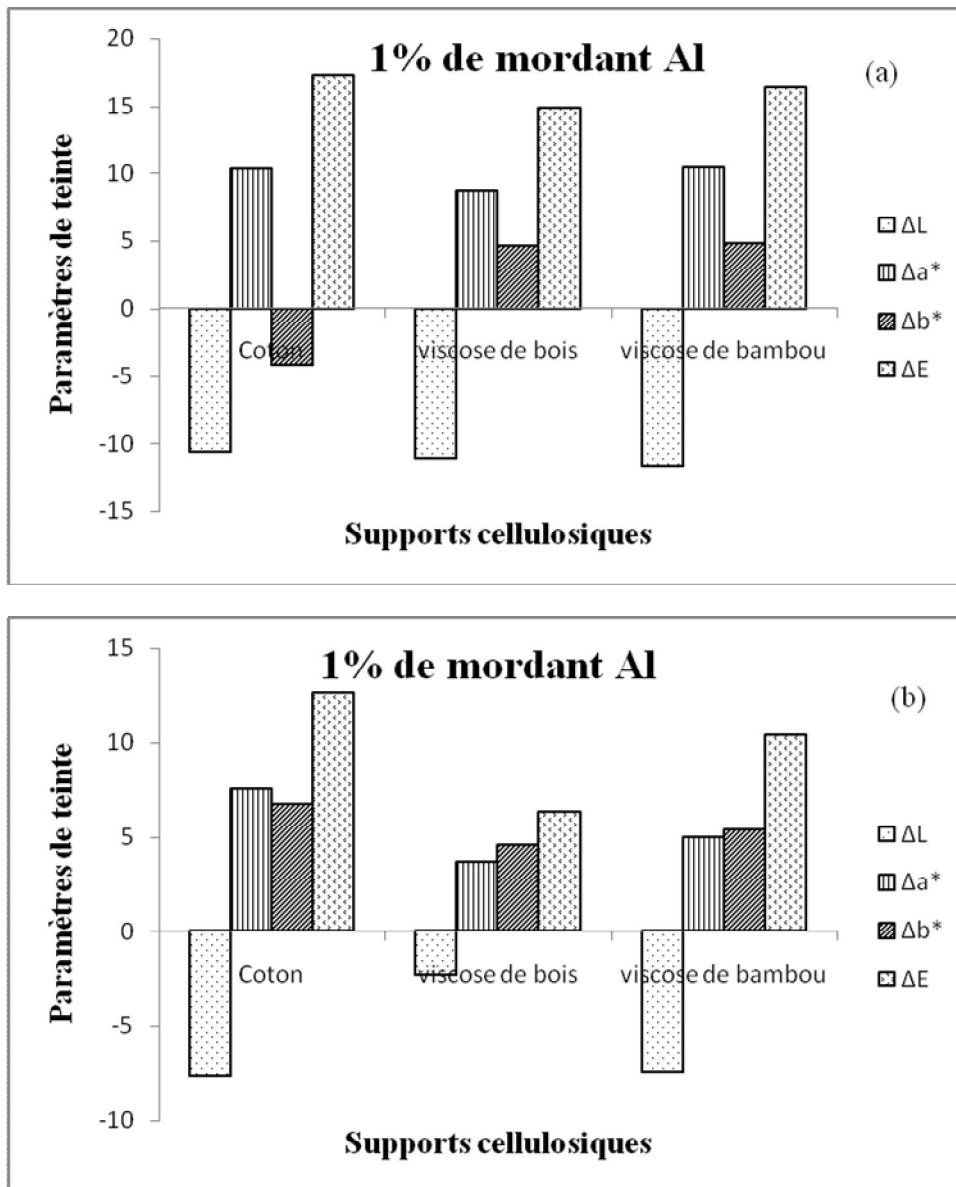 1% de mordant Al
(a)
Paramètres de teinte
20
15
10
5
0
-5
-10
-15
Coton
viscose de bois
viscose de bambou
Supports cellulosiques
ΔL
Δa*
Δb*
ΔE
1% de mordant Al
(b)
Paramètres de teinte
15
10
5
0
-5
-10
Coton
viscose de bois
viscose de bambou
Supports cellulosiques
ΔL
Δa*
Δb*
ΔE